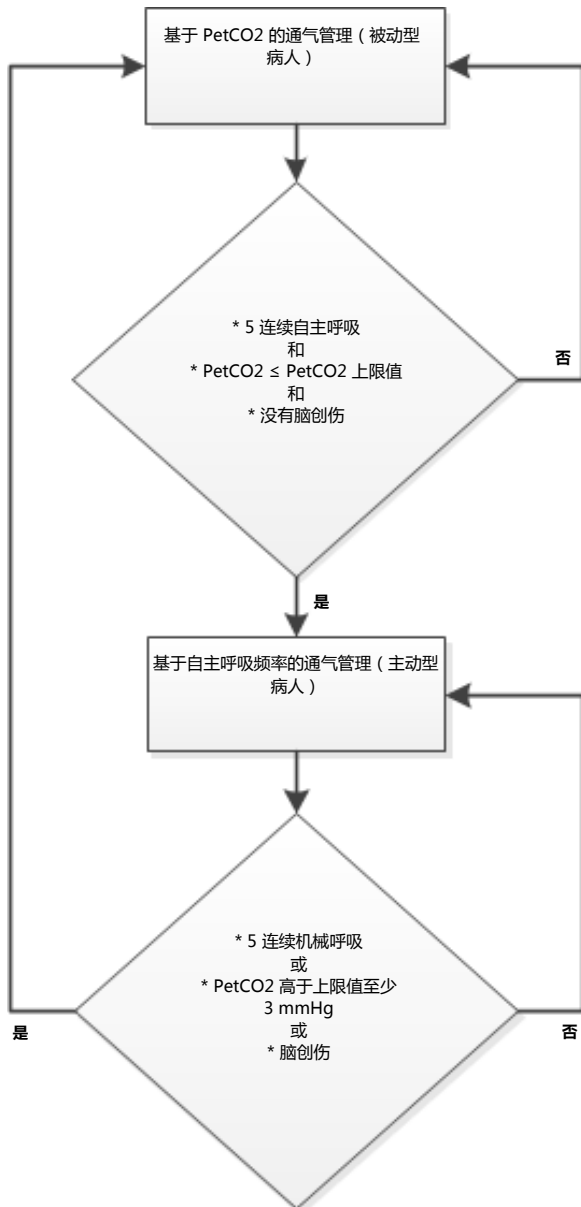 基于 PetCO2 的通气管理（被动型
病人）
* 5 连续自主呼吸
和
* PetCO2 ≤ PetCO2 上限值
和
* 没有脑创伤
否
是
基于自主呼吸频率的通气管理（主动型
病人）
* 5 连续机械呼吸
或
* PetCO2 高于上限值至少
3 mmHg
或
* 脑创伤
是
否